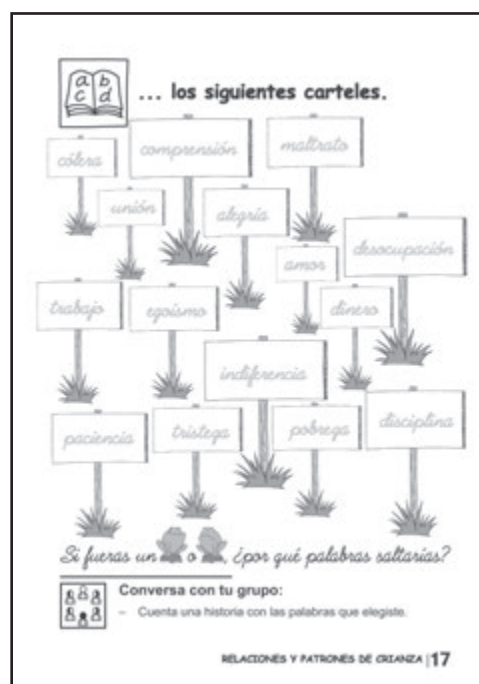 a b
c d
... los siguientes carteles.
cólera
comprensión
maltrato
unión
alegría
desocupación
amor
trabajo
egoísmo
dinero
indiferencia
paciencia
tristeza
pobreza
disciplina
Si fueras un o , ¿por qué palabras saltarías?
Conversa con tu grupo:
– Cuenta una historia con las palabras que elegiste.
RELACIONES Y PATRONES DE CRIANZA | 17